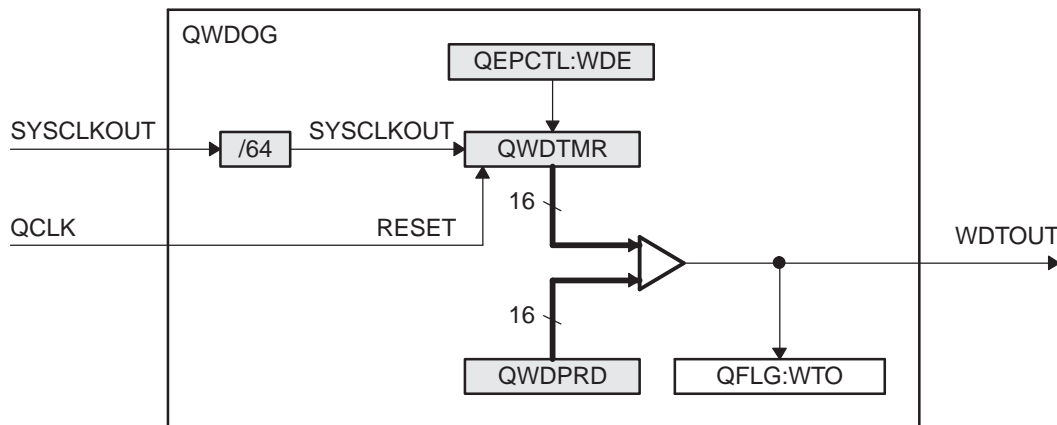 QWDOG
QEPCTL:WDE
SYSCLKOUT
/64
SYSCLKOUT
QWDTMR
16
QCLK
RESET
WDTOUT
16
QWDPRD
QFLG:WTO